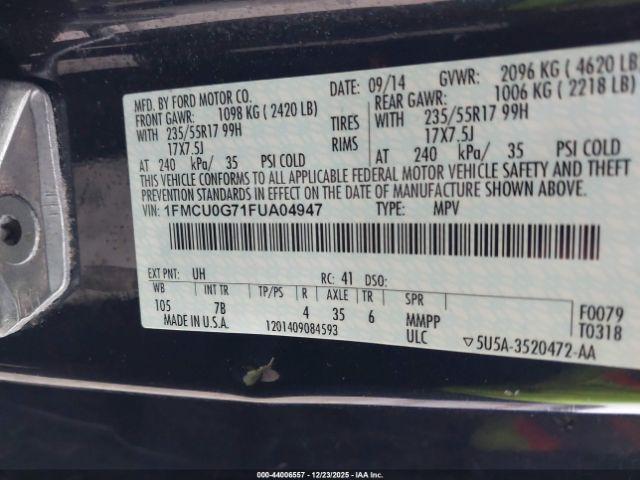 MFD. BY FORD MOTOR CO. DATE: 09/14 GVWR: 2096 KG ( 4620 LB
FRONT GAWR: 1098 KG ( 2420 LB) REAR GAWR: 1006 KG ( 2218 LB)
WITH 235/55R17 99H TIRES WITH 235/55R17 99H
17X7.5J RIMS 17X7.5J
AT 240 kPa/ 35 PSI COLD AT 240 kPa/ 35 PSI COLD
THIS VEHICLE CONFORMS TO ALL APPLICABLE FEDERAL MOTOR VEHICLE SAFETY AND THEFT
PREVENTION STANDARDS IN EFFECT ON THE DATE OF MANUFACTURE SHOWN ABOVE.
VIN: 1FMCU0G71FUA04947 TYPE: MPV
EXT PNT: UH RC: 41 DSO:
WB INT TR TP/PS R AXLE TR SPR
105 7B 4 35 6 MMPP F0079
MADE IN U.S.A. 1201409084593 ULC T0318
▽5U5A-3520472-AA
000-44006557 - 12/23/2025 - IAA Inc.